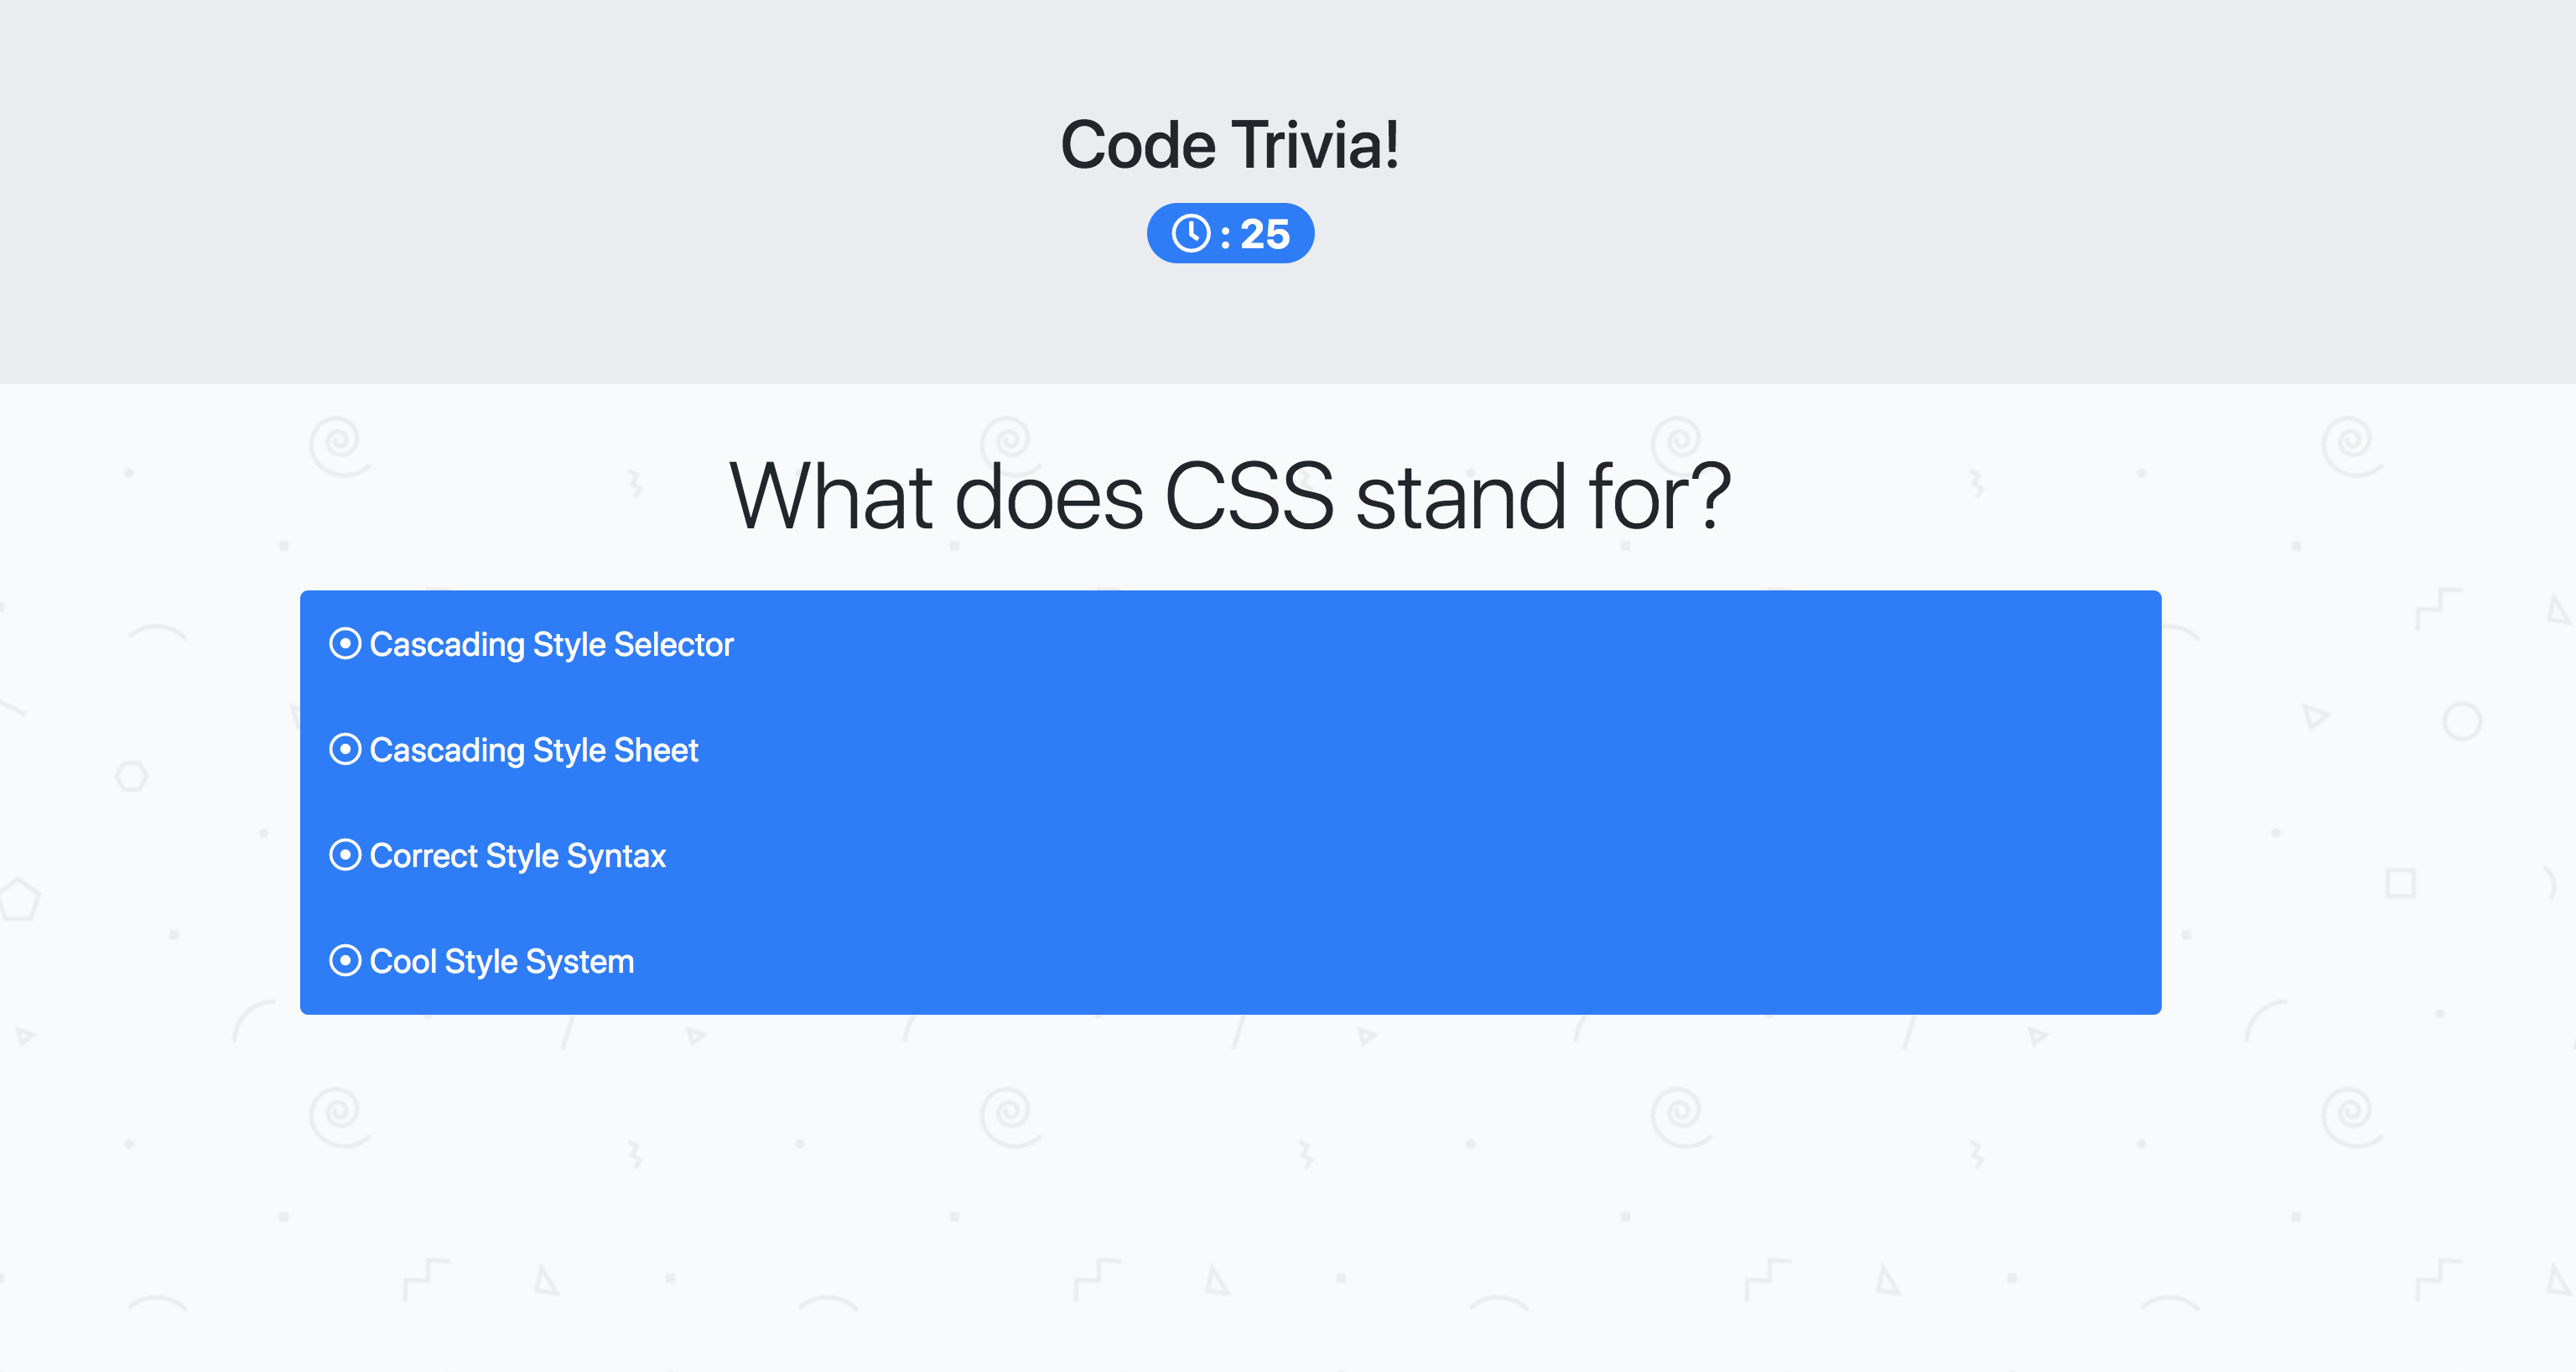 Code Trivia!
: 25
What does CSS stand for?
Cascading Style Selector
Cascading Style Sheet
Correct Style Syntax
Cool Style System